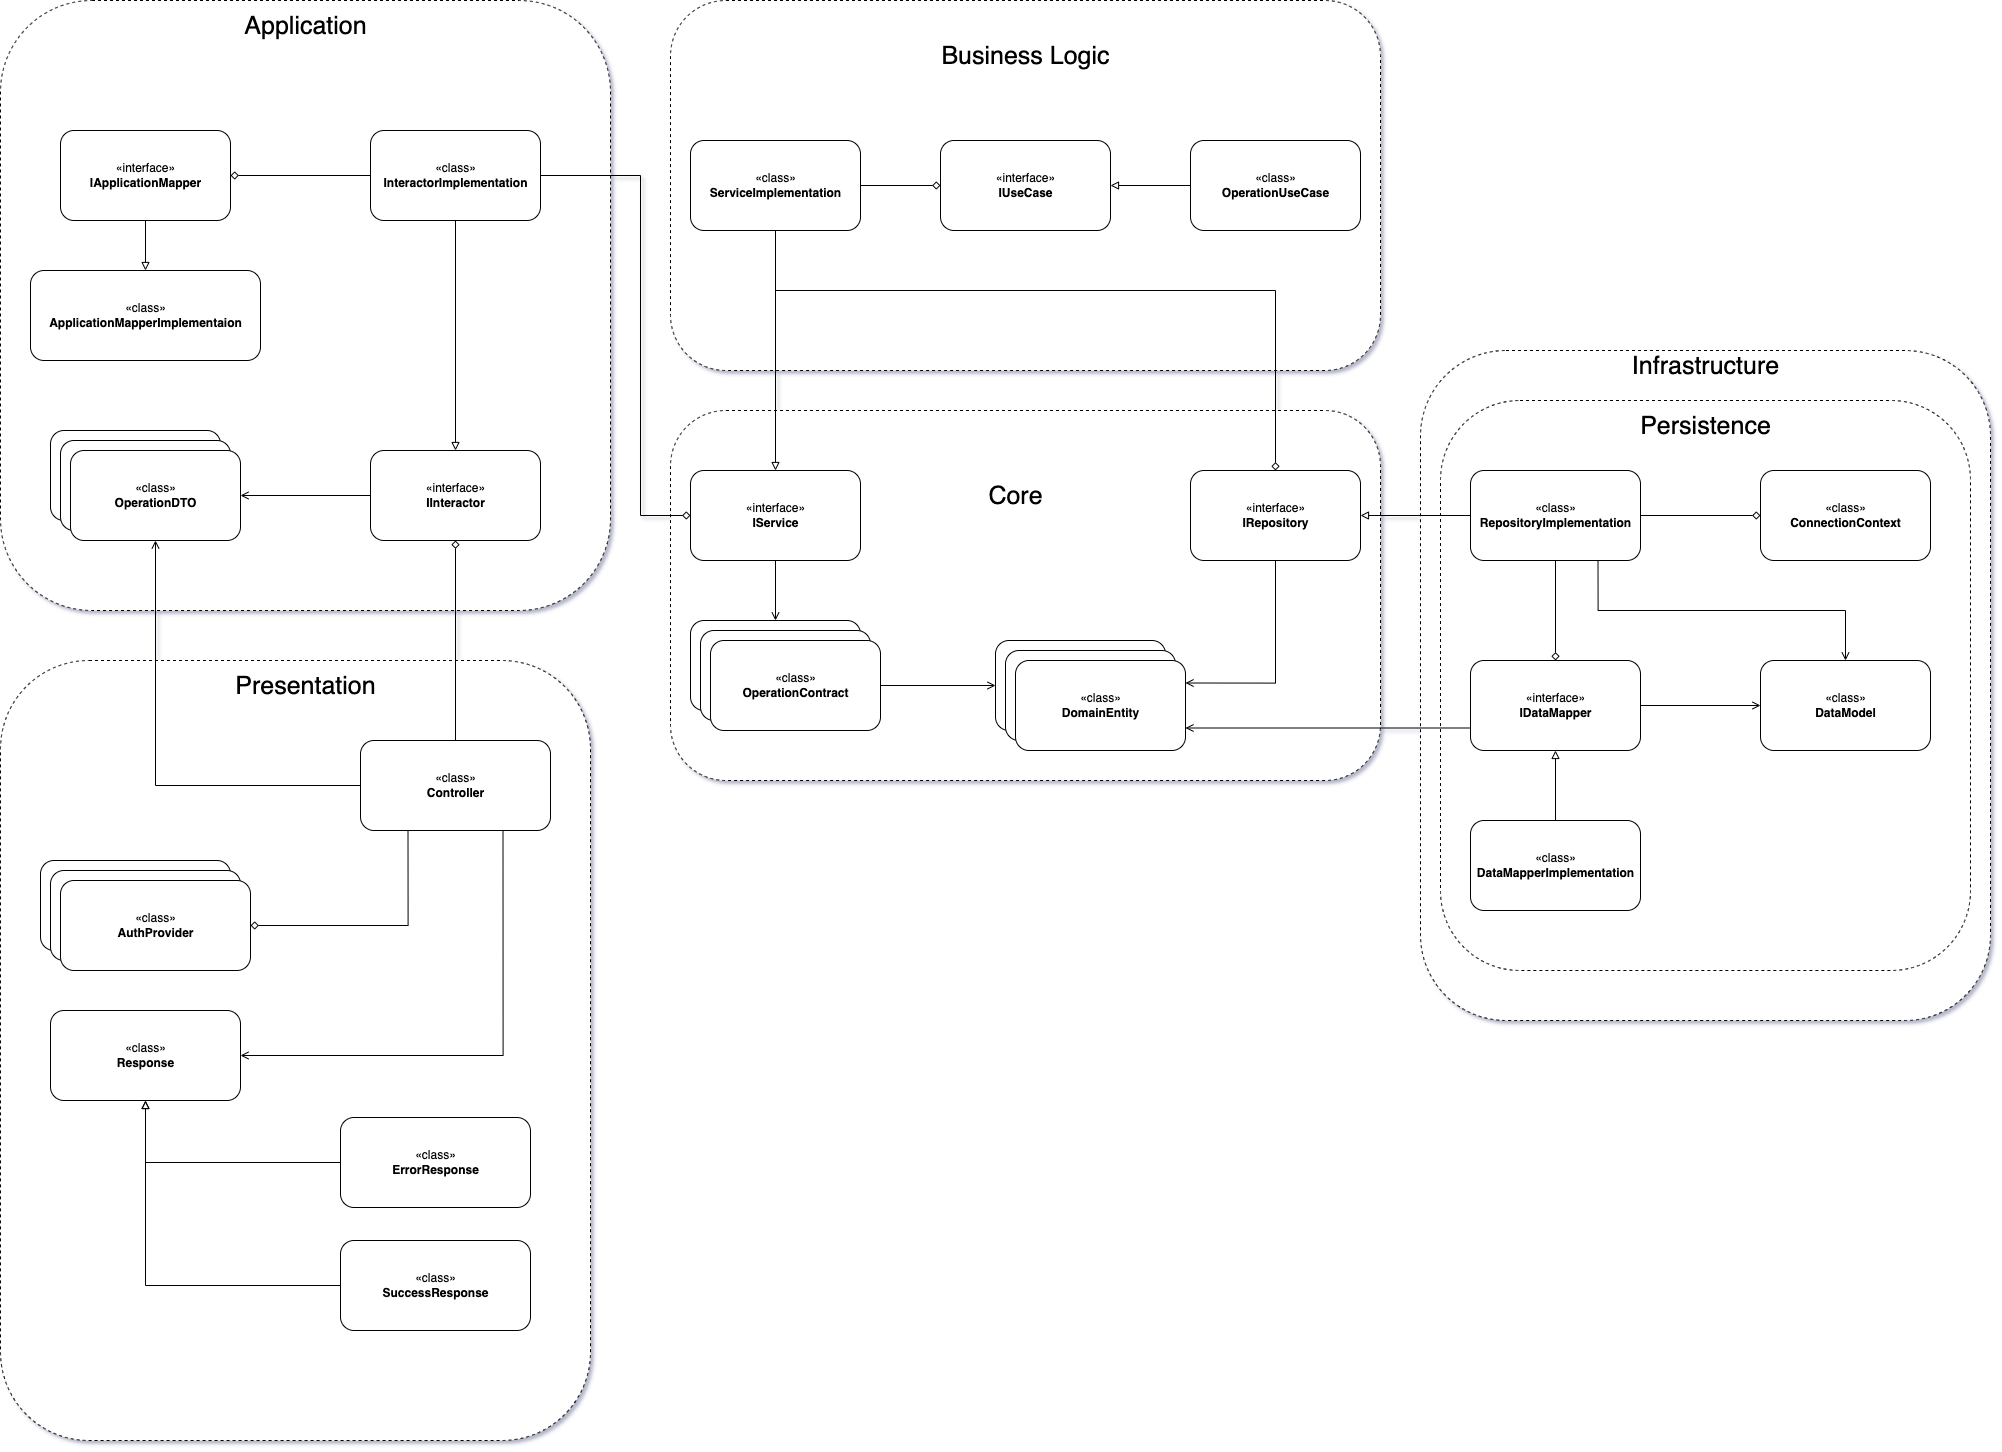 Application
«interface»
IApplicationMapper
«class»
InteractorImplementation
«class»
ApplicationMapperImplementaion
«class»
OperationDTO
«interface»
IInteractor
Business Logic
«class»
ServiceImplementation
«interface»
IUseCase
«class»
OperationUseCase
Core
«interface»
IService
«interface»
IRepository
«class»
OperationContract
«class»
DomainEntity
Infrastructure
Persistence
«class»
RepositoryImplementation
«class»
ConnectionContext
«interface»
IDataMapper
«class»
DataModel
«class»
DataMapperImplementation
Presentation
«class»
Controller
«class»
AuthProvider
«class»
Response
«class»
ErrorResponse
«class»
SuccessResponse